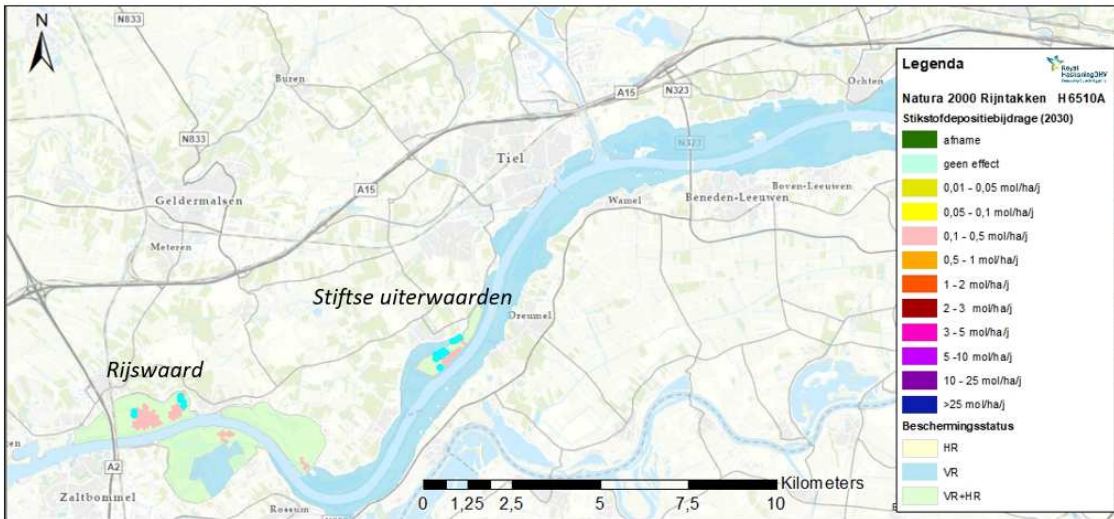 N
N833
Buren
N833
A15
N323
Ochten
A15
N323
Tiel
Geldermalsen
Wamel
Beneden-Leeuwen
Boven-Leeuwen
Meteren
Stiftse uiterwaarden
Dreumel
Rijswaard
A2
Zaltbommel
Rossum
Kilometers
0 1,25 2,5 5 7,5 10
Legenda
Royal
HaskoningDHV
Natura 2000 Rijntakken H6510A
Stikstofdepositiebijdrage (2030)
afname
geen effect
0,01 - 0,05 mol/ha/j
0,05 - 0,1 mol/ha/j
0,1 - 0,5 mol/ha/j
0,5 - 1 mol/ha/j
1 - 2 mol/ha/j
2 - 3 mol/ha/j
3 - 5 mol/ha/j
5 -10 mol/ha/j
10 - 25 mol/ha/j
>25 mol/ha/j
Beschermingsstatus
HR
VR
VR+HR